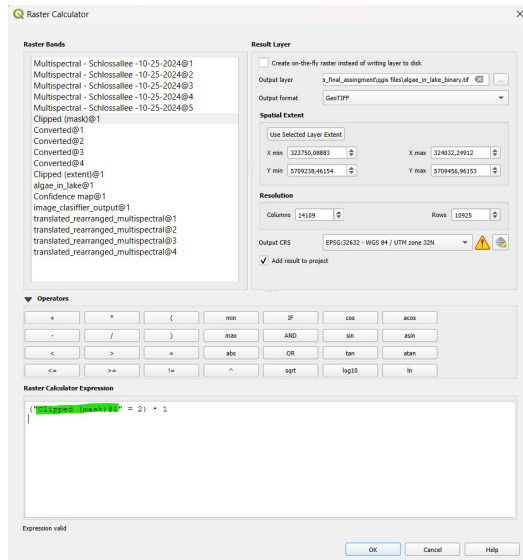 Raster Calculator
Raster Bands
Multispectral - Schlossallee -10-25-2024@1
Multispectral - Schlossallee -10-25-2024@2
Multispectral - Schlossallee -10-25-2024@3
Multispectral - Schlossallee -10-25-2024@4
Multispectral - Schlossallee -10-25-2024@5
Clipped (mask)@1
Converted@1
Converted@2
Converted@3
Converted@4
Clipped (extent)@1
algae_in_lake@1
Confidence map@1
image_clasiffier_output@1
translated_rearranged_multispectral@1
translated_rearranged_multispectral@2
translated_rearranged_multispectral@3
translated_rearranged_multispectral@4
Result Layer
Create on-the-fly raster instead of writing layer to disk
Output layer ı_final_assingment\qgis files\algae_in_lake_binary.tif ...
Output format GeoTIFF
Spatial Extent
Use Selected Layer Extent
X min 323750,08883 X max 324032,24912
Y min 5709238,46154 Y max 5709456,96153
Resolution
Columns 14109 Rows 10925
Output CRS EPSG:32632 - WGS 84 / UTM zone 32N
Add result to project
Operators
+ * ( min IF cos acos
- / ) max AND sin asin
< > = abs OR tan atan
<= >= != ^ sqrt log10 ln
Raster Calculator Expression
("Clipped (mask)@1" = 2) * 1
Expression valid
OK Cancel Help